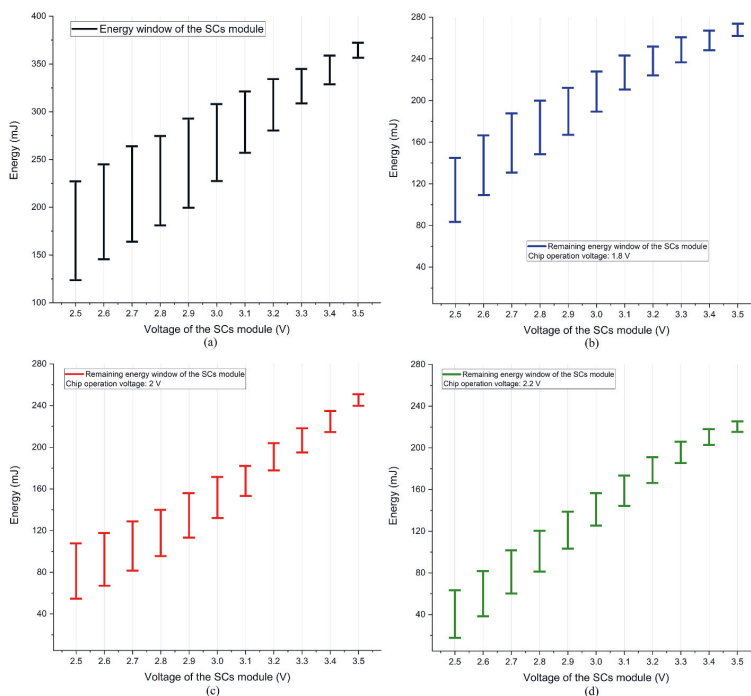 Energy window of the SCs module
Energy (mJ)
400
350
300
250
200
150
100
2.5 2.6 2.7 2.8 2.9 3.0 3.1 3.2 3.3 3.4 3.5
Voltage of the SCs module (V)
(a)
Remaining energy window of the SCs module
Chip operation voltage: 1.8 V
Energy (mJ)
280
240
200
160
120
80
40
2.5 2.6 2.7 2.8 2.9 3.0 3.1 3.2 3.3 3.4 3.5
Voltage of the SCs module (V)
(b)
Remaining energy window of the SCs module
Chip operation voltage: 2 V
Energy (mJ)
280
240
200
160
120
80
40
2.5 2.6 2.7 2.8 2.9 3.0 3.1 3.2 3.3 3.4 3.5
Voltage of the SCs module (V)
(c)
Remaining energy window of the SCs module
Chip operation voltage: 2.2 V
Energy (mJ)
280
240
200
160
120
80
40
2.5 2.6 2.7 2.8 2.9 3.0 3.1 3.2 3.3 3.4 3.5
Voltage of the SCs module (V)
(d)